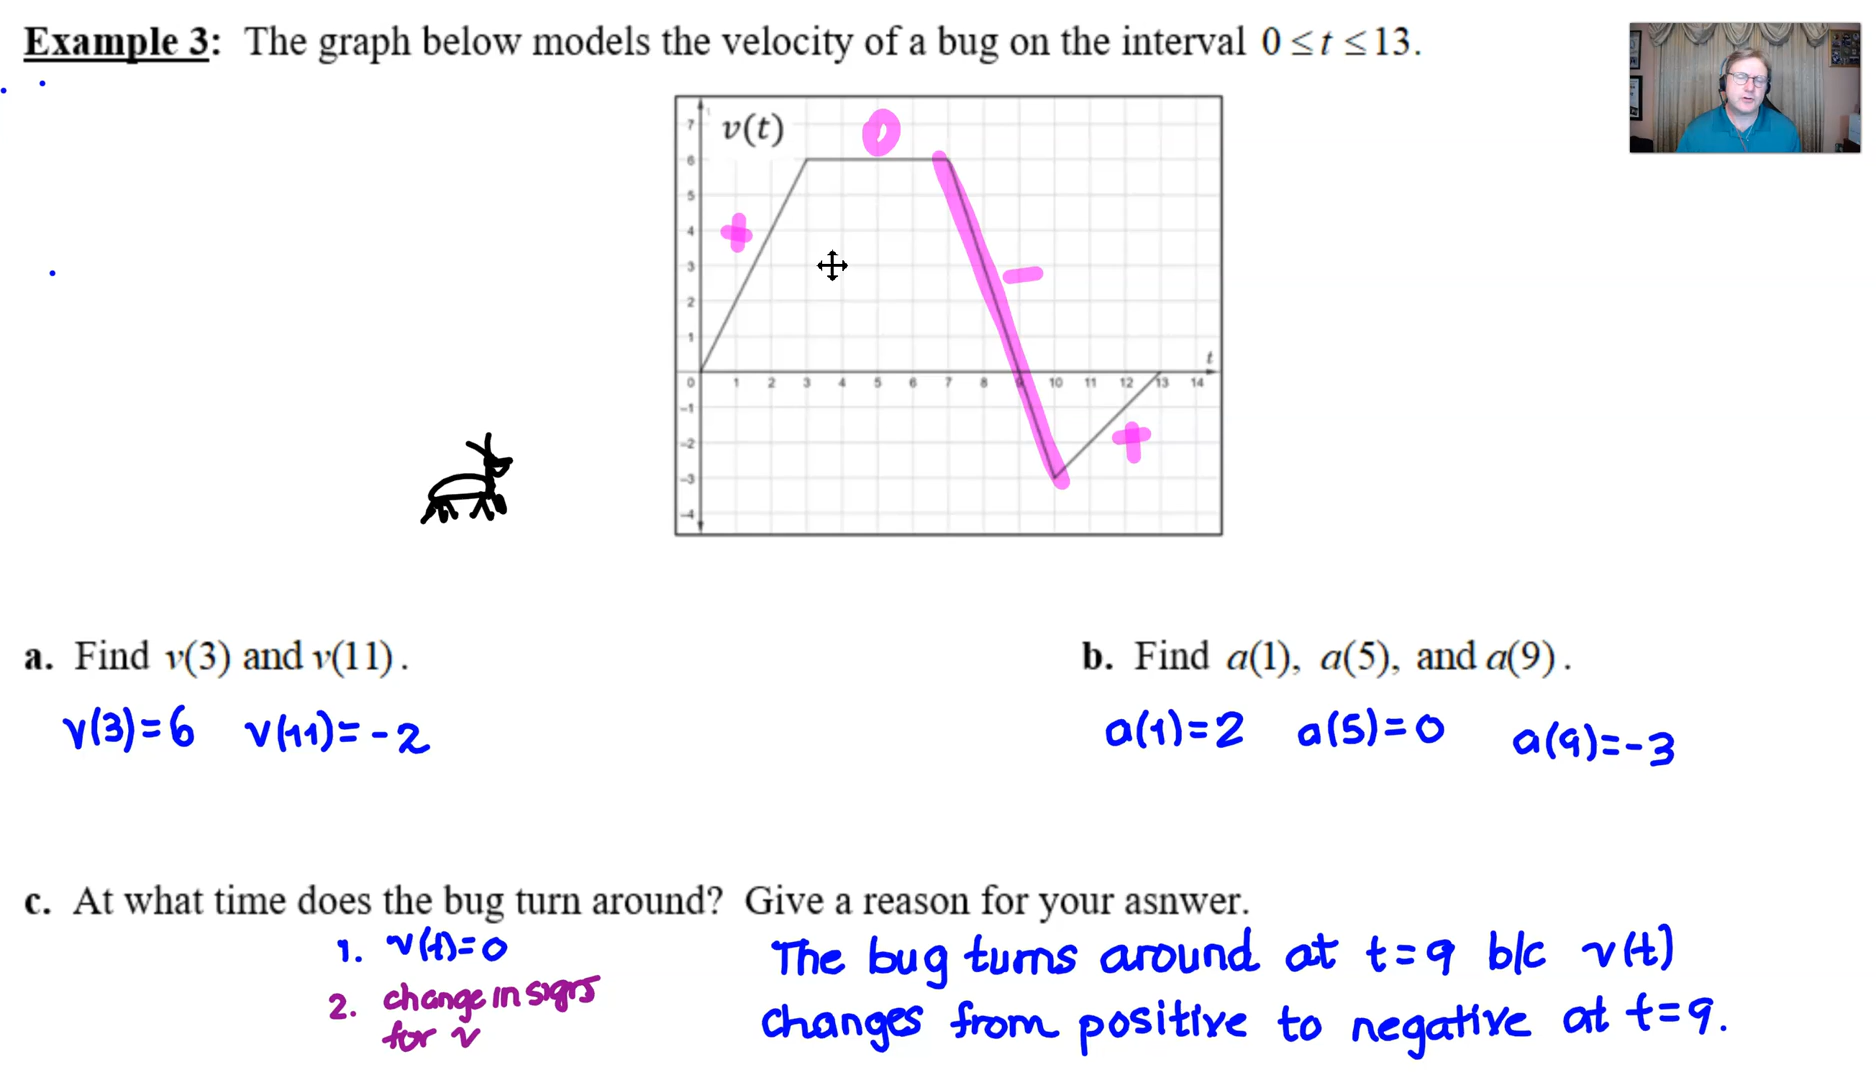 Example 3: The graph below models the velocity of a bug on the interval 0 ≤ t ≤ 13.
v(t)
0
7
6
5
4
3
2
1
+
−
t
0 1 2 3 4 5 6 7 8 9 10 11 12 13 14
-1
-2
-3
-4
+
a. Find v(3) and v(11).
v(3)=6 v(11)=-2
b. Find a(1), a(5), and a(9).
a(1)=2 a(5)=0 a(9)=-3
c. At what time does the bug turn around? Give a reason for your asnwer.
1. v(t)=0
2. change in signs
for v
The bug turns around at t=9 b/c v(t)
changes from positive to negative at t=9.